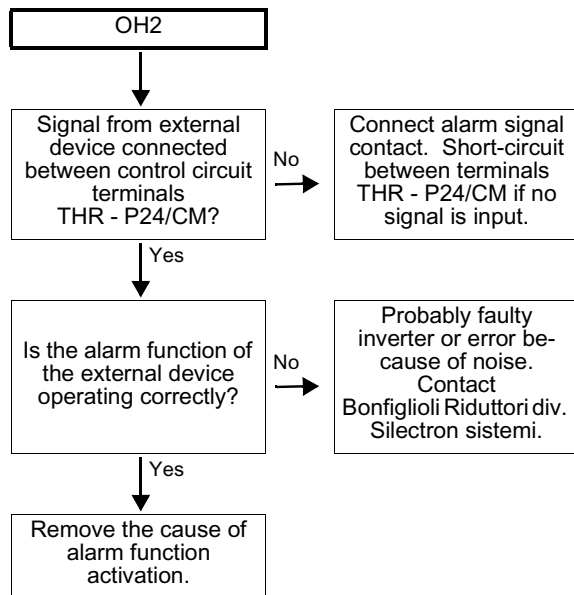 OH2
Signal from external
device connected
between control circuit
terminals
THR - P24/CM?
No
Connect alarm signal
contact. Short-circuit
between terminals
THR - P24/CM if no
signal is input.
Yes
Is the alarm function of
the external device
operating correctly?
No
Probably faulty
inverter or error be-
cause of noise.
Contact
Bonfiglioli Riduttori div.
Silectron sistemi.
Yes
Remove the cause of
alarm function
activation.